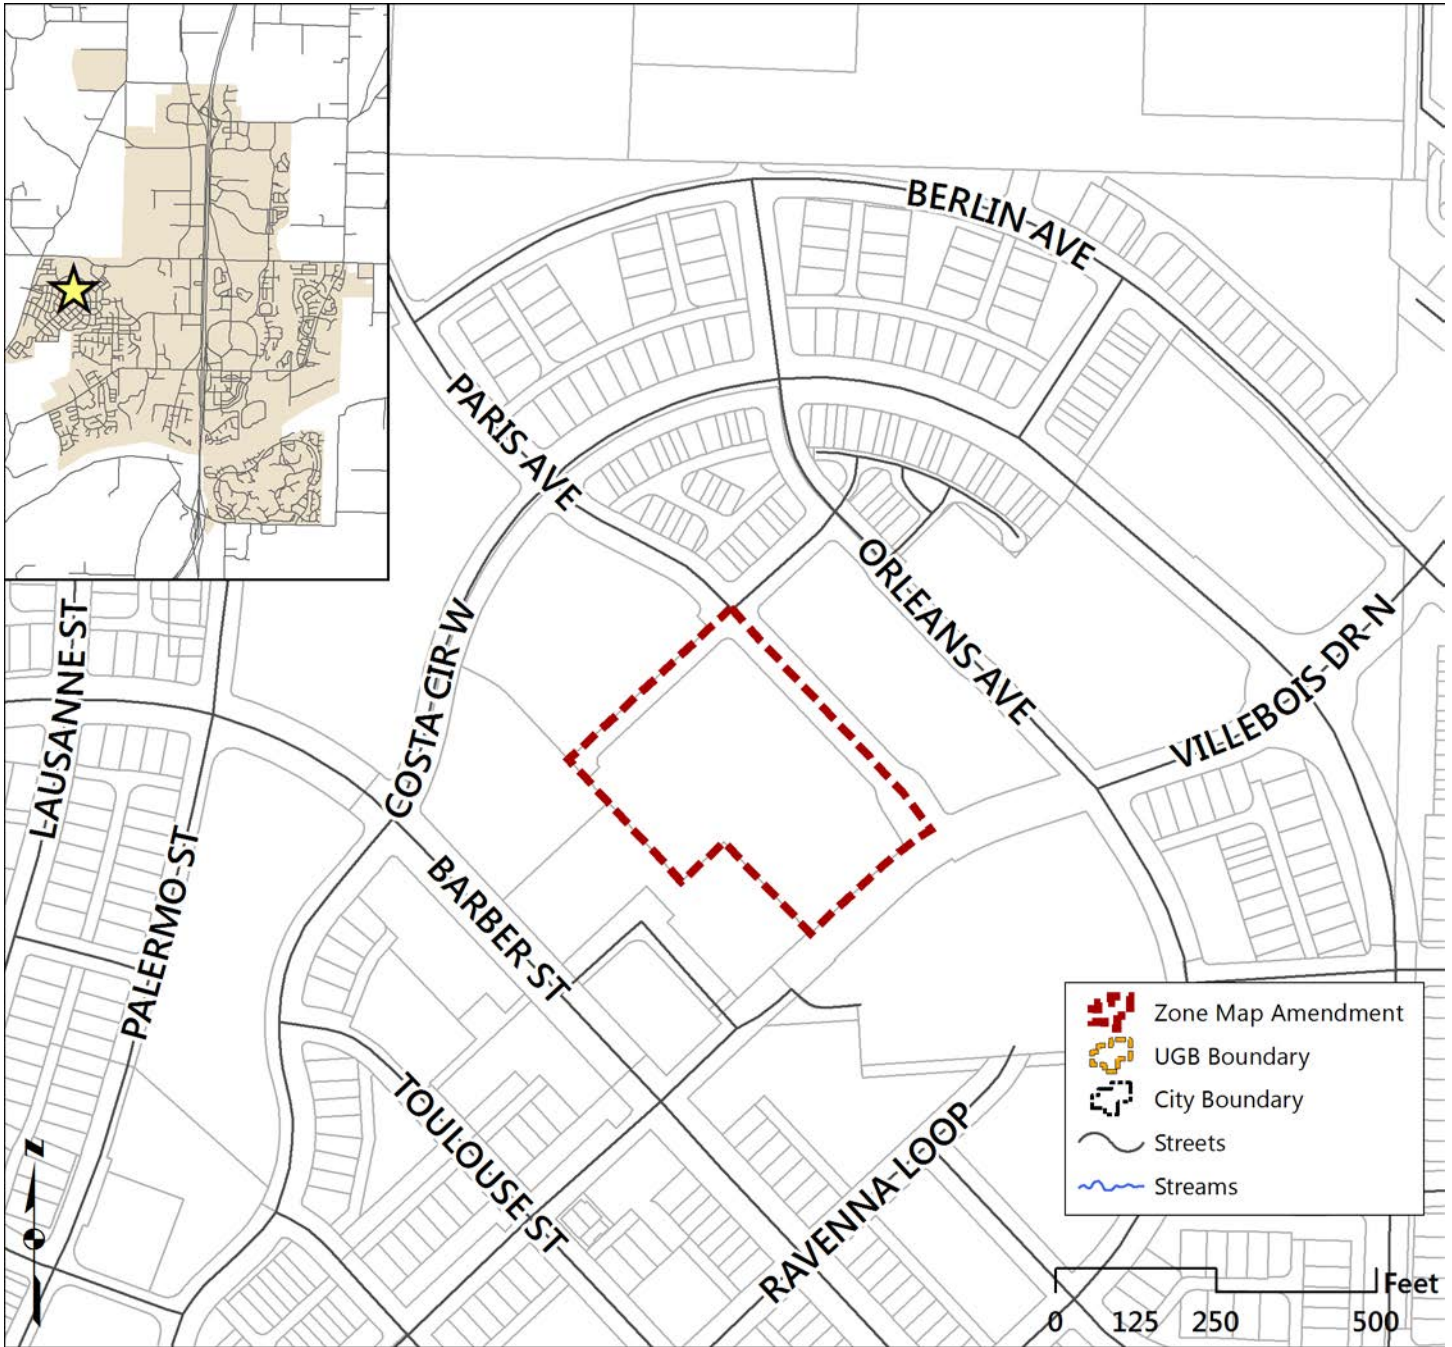 BERLIN AVE
PARIS AVE
ORLEANS AVE
COSTA CIR W
LAUSANNE ST
VILLEBOIS DR N
PALERMO ST
BARBER ST
TOULOUSE ST
RAVENNA LOOP
Zone Map Amendment
UGB Boundary
City Boundary
Streets
Streams
N
Feet
0 125 250 500